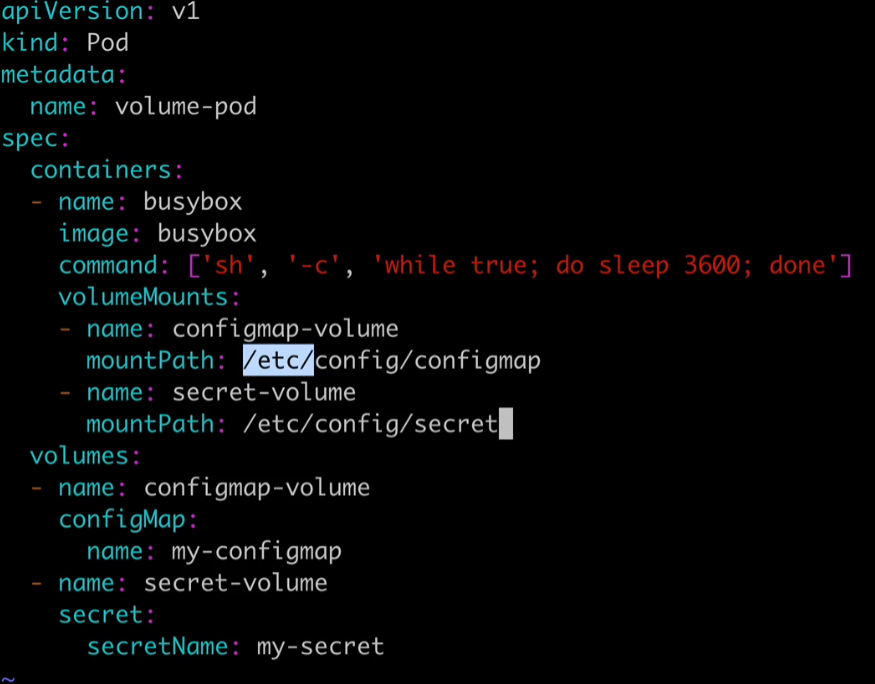 apiVersion: v1
kind: Pod
metadata:
  name: volume-pod
spec:
  containers:
  - name: busybox
    image: busybox
    command: ['sh', '-c', 'while true; do sleep 3600; done']
    volumeMounts:
    - name: configmap-volume
      mountPath: /etc/config/configmap
    - name: secret-volume
      mountPath: /etc/config/secret
  volumes:
  - name: configmap-volume
    configMap:
      name: my-configmap
  - name: secret-volume
    secret:
      secretName: my-secret
~